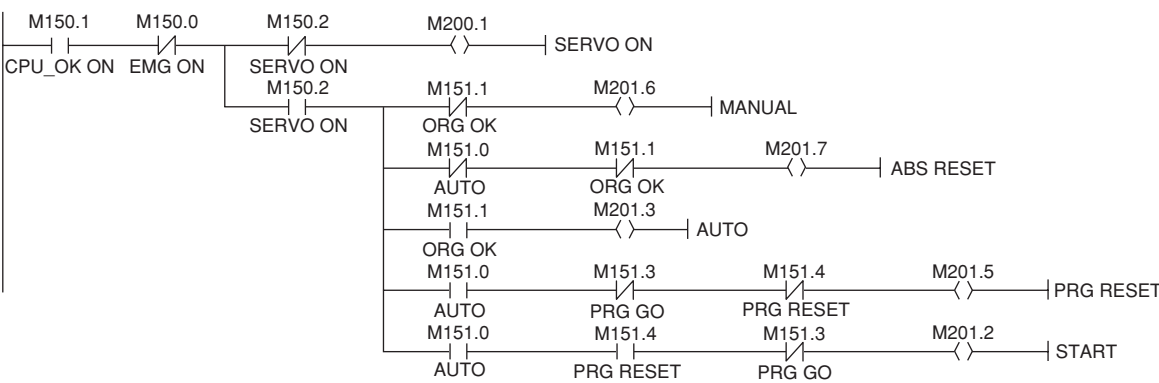 M150.1 M150.0 M150.2 M200.1
SERVO ON
CPU_OK ON EMG ON SERVO ON
M150.2 M151.1 M201.6
MANUAL
SERVO ON ORG OK
M151.0 M151.1 M201.7
ABS RESET
AUTO ORG OK
M151.1 M201.3
AUTO
ORG OK
M151.0 M151.3 M151.4 M201.5
PRG RESET
AUTO PRG GO PRG RESET
M151.0 M151.4 M151.3 M201.2
START
AUTO PRG RESET PRG GO